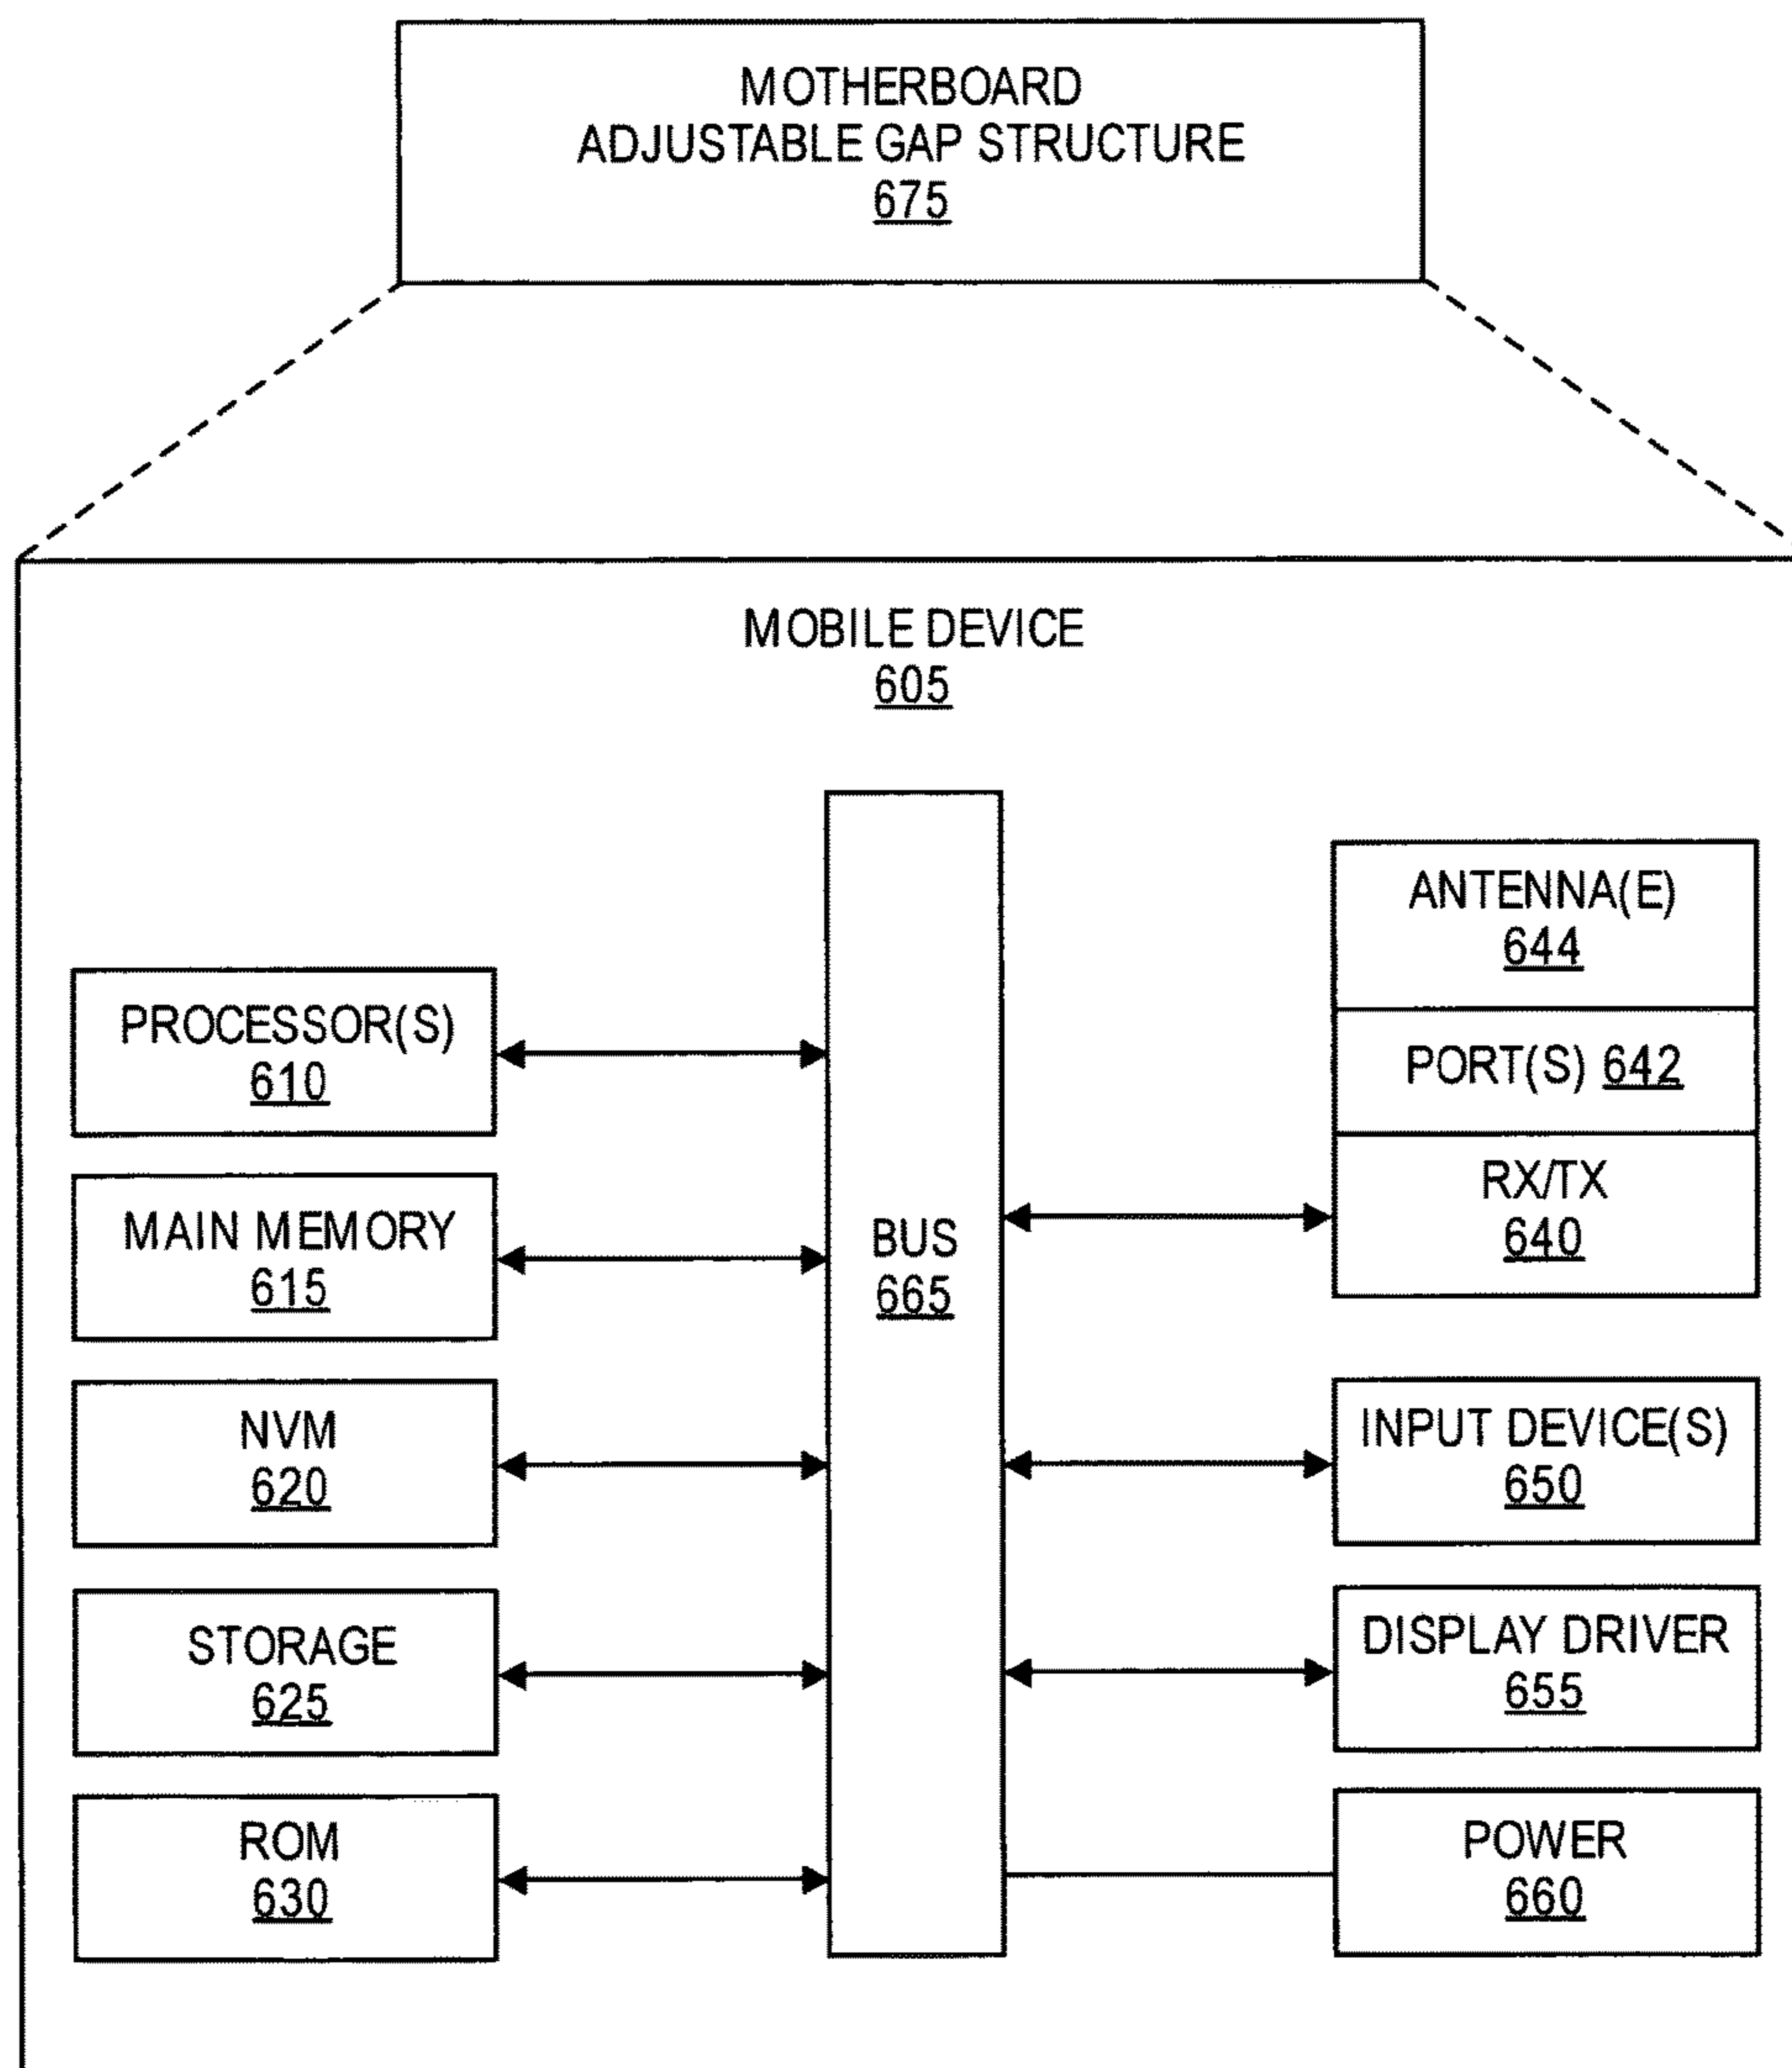 MOTHERBOARD
ADJUSTABLE GAP STRUCTURE
675
MOBILE DEVICE
605
PROCESSOR(S)
610
MAIN MEMORY
615
NVM
620
STORAGE
625
ROM
630
BUS
665
ANTENNA(E)
644
PORT(S) 642
RX/TX
640
INPUT DEVICE(S)
650
DISPLAY DRIVER
655
POWER
660